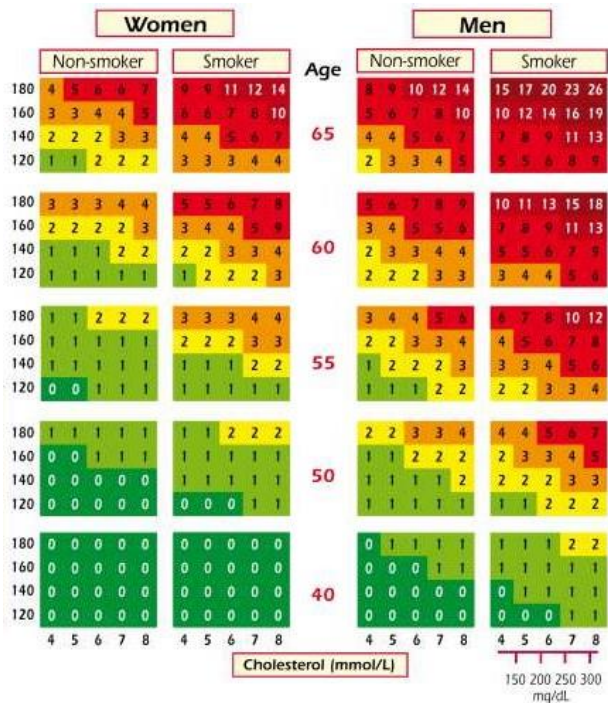 Women Men
Non-smoker Smoker Age Non-smoker Smoker
180 4 5 6 6 7 9 9 11 12 14 8 9 10 12 14 15 17 20 23 26
160 3 3 4 4 5 6 6 7 8 10 5 6 7 8 10 10 12 14 16 19
65
140 2 2 2 3 3 4 4 5 6 7 4 4 5 6 7 7 8 9 11 13
120 1 1 2 2 2 3 3 3 4 4 2 3 3 4 5 5 5 6 8 9
180 3 3 3 4 4 5 5 6 7 8 5 6 7 8 9 10 11 13 15 18
160 2 2 2 2 3 3 4 4 5 5 9 3 4 5 5 6 7 8 9 11 13
60
140 1 1 1 2 2 2 2 3 3 4 2 3 3 4 4 5 5 6 7 9
120 1 1 1 1 1 1 2 2 2 3 2 2 2 3 3 3 4 4 5 6
180 1 1 2 2 2 3 3 3 4 4 3 4 4 5 6 6 7 8 10 12
160 1 1 1 1 1 2 2 2 3 3 2 2 3 3 4 4 5 6 7 8
55
140 1 1 1 1 1 1 1 1 2 2 1 2 2 2 3 3 3 4 5 6
120 0 0 1 1 1 1 1 1 1 1 1 1 1 2 2 2 2 3 3 4
180 1 1 1 1 1 1 1 2 2 2 2 2 3 3 4 4 4 5 6 7
160 0 0 1 1 1 1 1 1 1 1 1 1 2 2 2 2 3 3 4 5
50
140 0 0 0 0 0 1 1 1 1 1 1 1 1 1 2 2 2 2 3 3
120 0 0 0 0 0 0 0 0 1 1 1 1 1 1 1 1 1 2 2 2
180 0 0 0 0 0 0 0 0 0 0 0 1 1 1 1 1 1 1 2 2
160 0 0 0 0 0 0 0 0 0 0 0 0 0 1 1 1 1 1 1 1
40
140 0 0 0 0 0 0 0 0 0 0 0 0 0 0 0 0 1 1 1 1
120 0 0 0 0 0 0 0 0 0 0 0 0 0 0 0 0 0 0 1 1
4 5 6 7 8 4 5 6 7 8 4 5 6 7 8 4 5 6 7 8
Cholesterol (mmol/L)
150 200 250 300
mg/dL